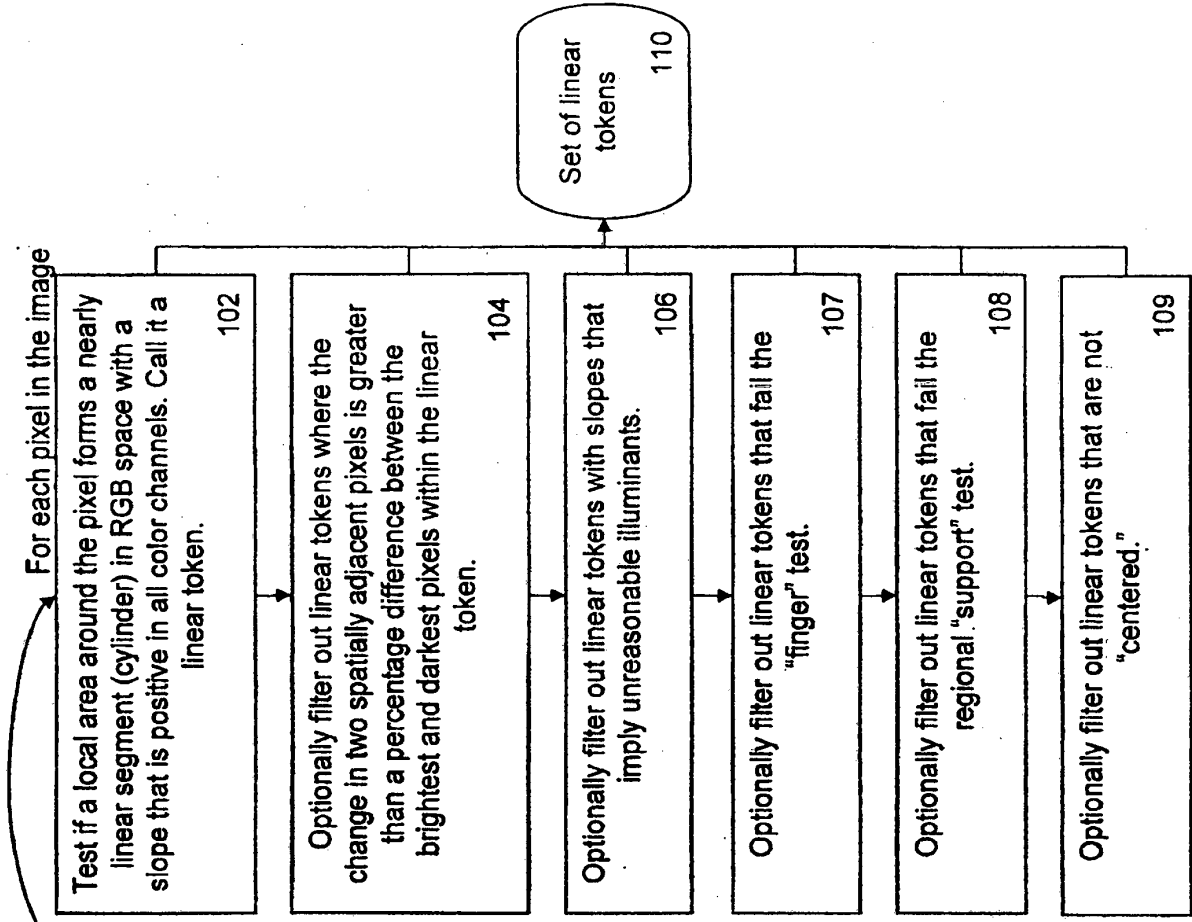 For each pixel in the image
Test if a local area around the pixel forms a nearly
linear segment (cylinder) in RGB space with a
slope that is positive in all color channels. Call it a
linear token.
102
Optionally filter out linear tokens where the
change in two spatially adjacent pixels is greater
than a percentage difference between the
brightest and darkest pixels within the linear
token.
104
Optionally filter out linear tokens with slopes that
imply unreasonable illuminants.
106
Optionally filter out linear tokens that fail the
"finger" test.
107
Optionally filter out linear tokens that fail the
regional "support" test.
108
Optionally filter out linear tokens that are not
"centered."
109
Set of linear
tokens
110